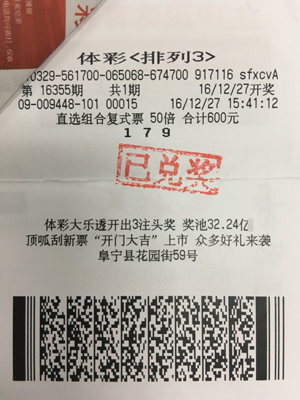 体彩<排列3>
10329-561700-065068-674700 917116 sfxcvA
第 16355期 共1期 16/12/27开奖
09-009448-101 00015 16/12/27 15:41:12
直选组合复式票 50倍 合计600元
1 7 9
已兑奖
体彩大乐透开出3注头奖 奖池32.24亿
顶呱刮新票“开门大吉”上市 众多好礼来袭
阜宁县花园街59号